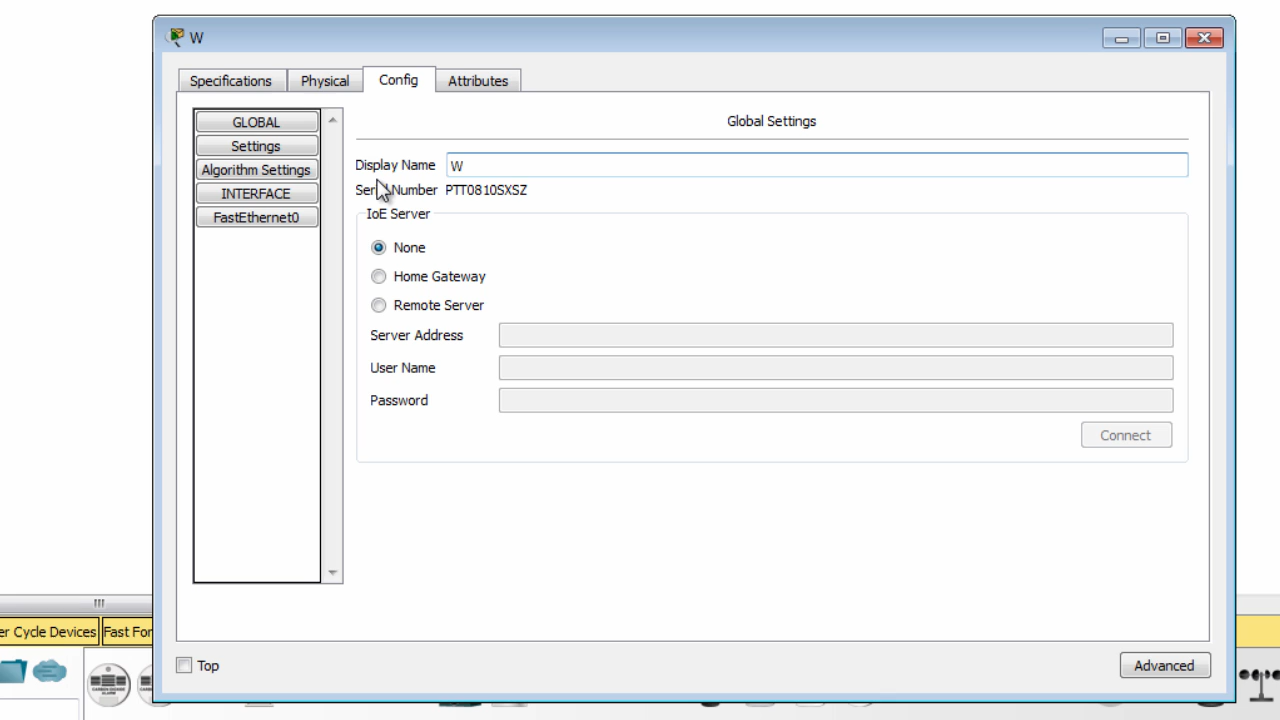 W
Specifications Physical Config Attributes
GLOBAL
Settings
Algorithm Settings
INTERFACE
FastEthernet0
Global Settings
Display Name W
Number PTT0810SXSZ
IoE Server
None
Home Gateway
Remote Server
Server Address
User Name
Password
Connect
Top
Advanced
er Cycle Devices Fast For